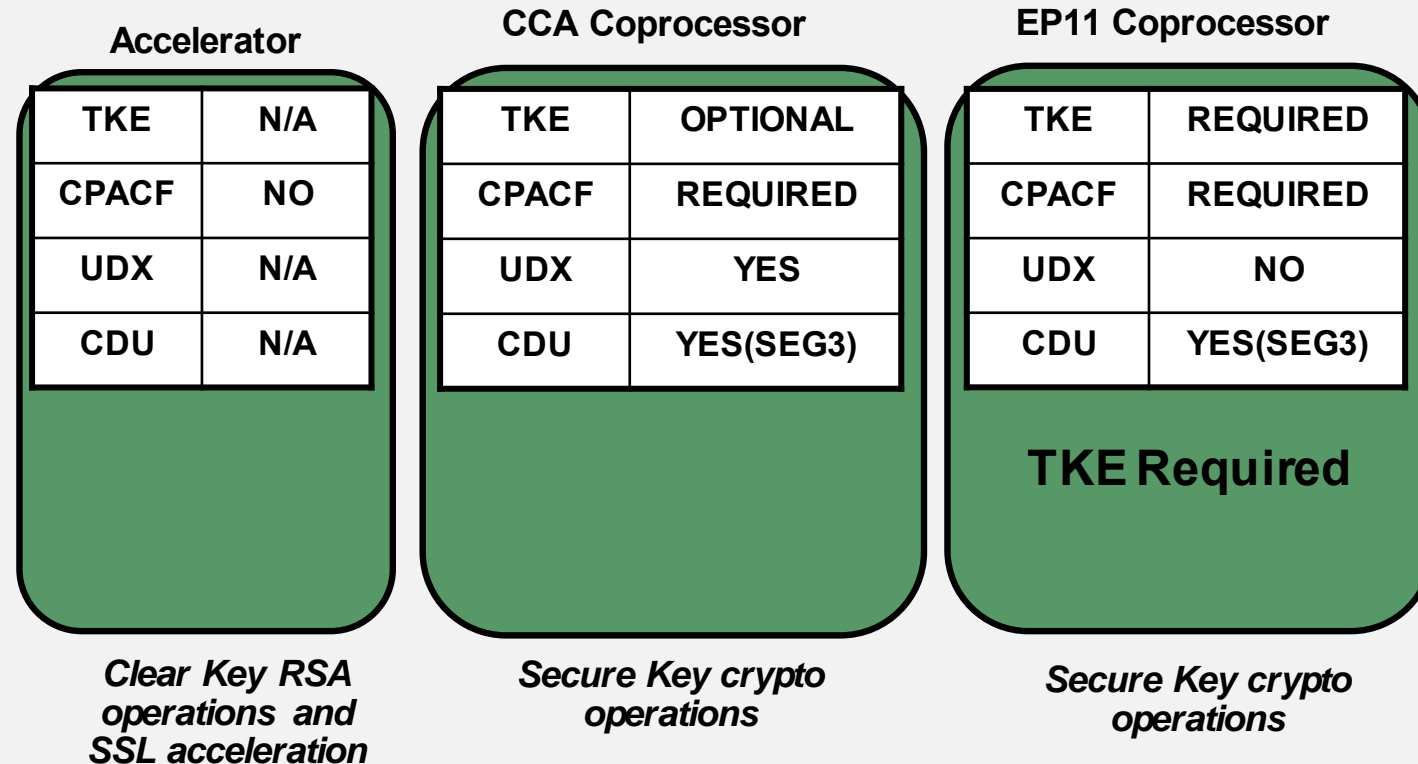 Accelerator
TKE N/A
CPACF NO
UDX N/A
CDU N/A
Clear Key RSA
operations and
SSL acceleration
CCA Coprocessor
TKE OPTIONAL
CPACF REQUIRED
UDX YES
CDU YES(SEG3)
Secure Key crypto
operations
EP11 Coprocessor
TKE REQUIRED
CPACF REQUIRED
UDX NO
CDU YES(SEG3)
TKE Required
Secure Key crypto
operations